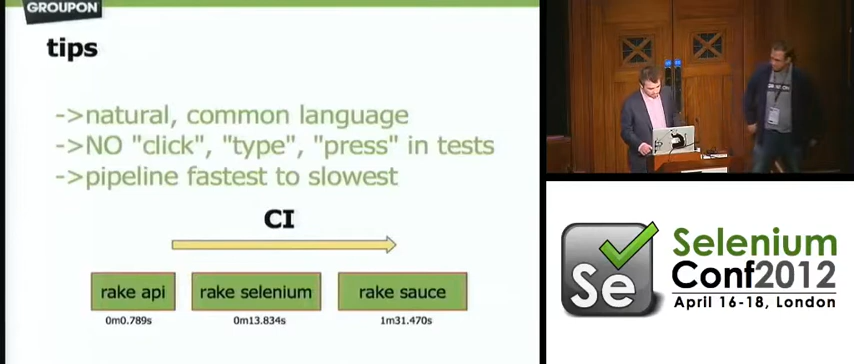 GROUPON
tips
->natural, common language
->NO "click", "type", "press" in tests
->pipeline fastest to slowest
CI
rake api
rake selenium
rake sauce
0m0.789s
0m13.834s
1m31.470s
Se
Selenium
Conf2012
April 16-18, London